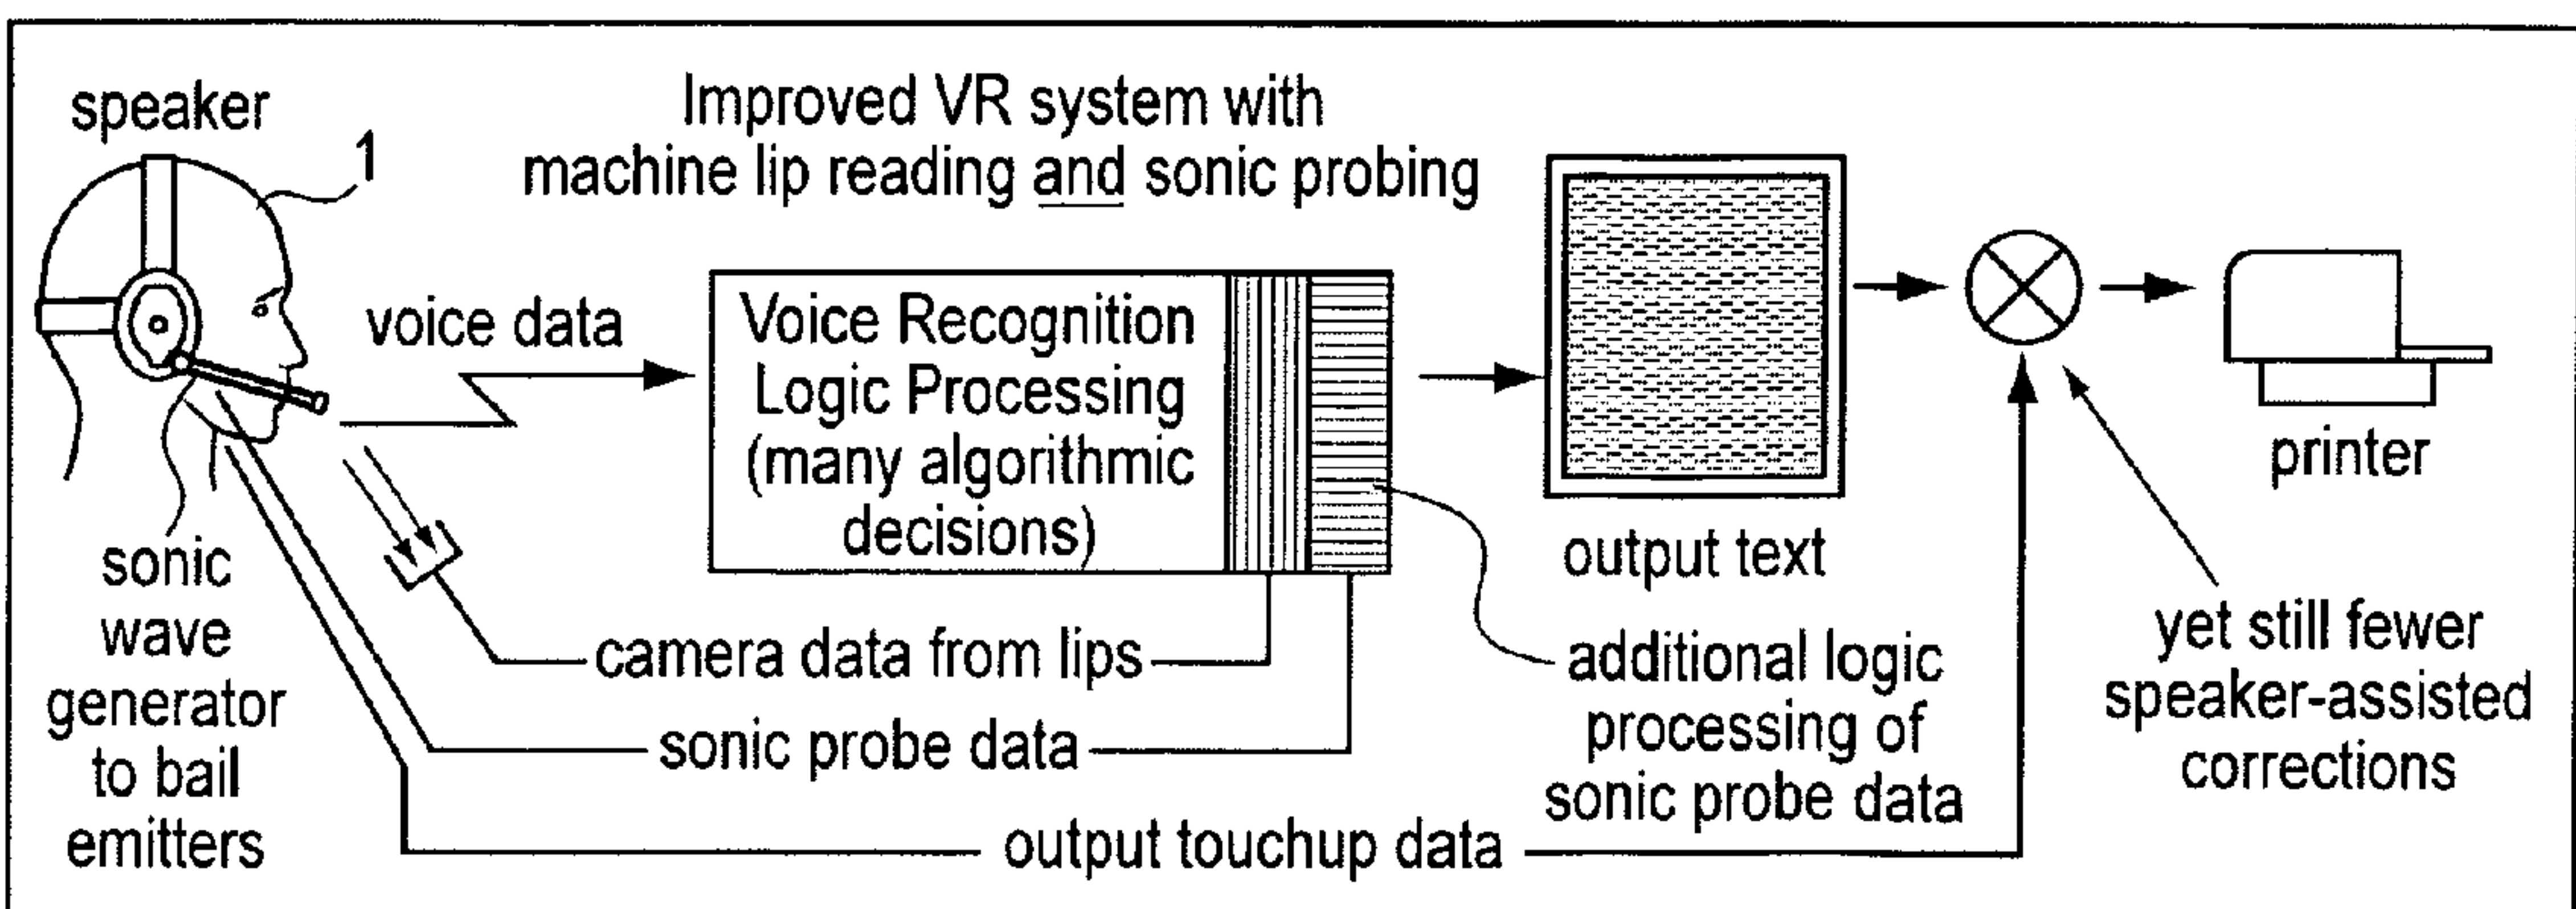 speaker
1
Improved VR system with
machine lip reading and sonic probing
voice data
Voice Recognition
Logic Processing
(many algorithmic
decisions)
output text
printer
sonic
wave
generator
to bail
emitters
camera data from lips
sonic probe data
output touchup data
additional logic
processing of
sonic probe data
yet still fewer
speaker-assisted
corrections